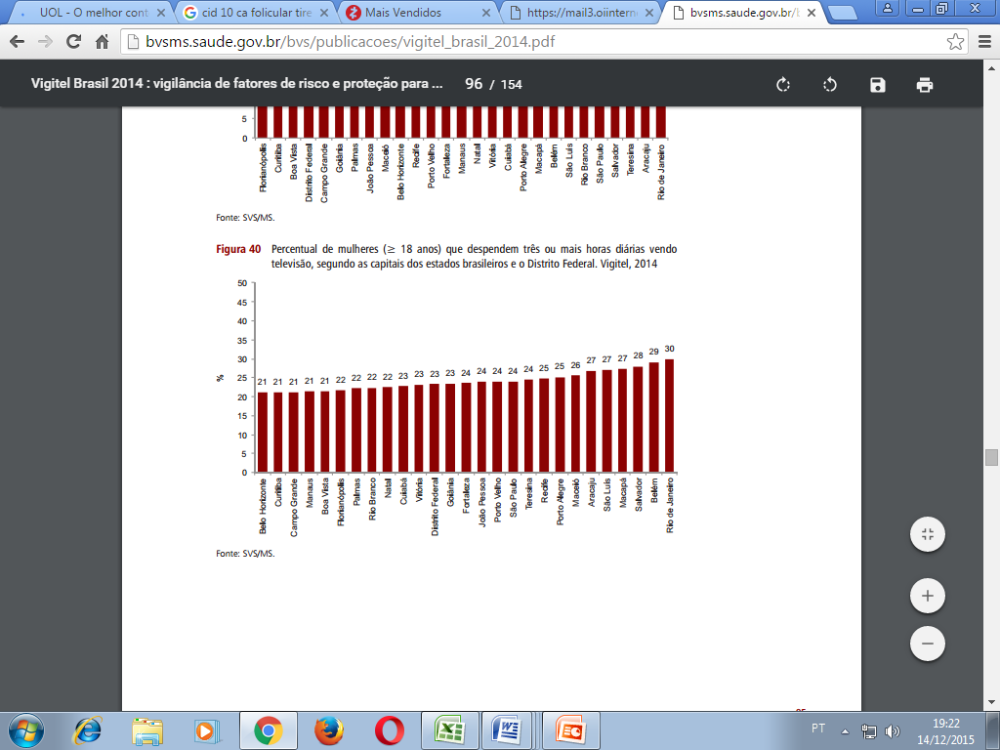 UOL - O melhor cont
cid 10 ca folicular tire
Mais Vendidos
https://mail3.oiintern
bvsms.saude.gov.br/b
bvsms.saude.gov.br/bvs/publicacoes/vigitel_brasil_2014.pdf
Vigitel Brasil 2014 : vigilância de fatores de risco e proteção para ... 96 / 154
5
0
Florianópolis Curitiba Boa Vista Distrito Federal Campo Grande Goiânia Palmas João Pessoa Maceió Belo Horizonte Recife Porto Velho Fortaleza Manaus Natal Vitória Cuiabá Porto Alegre Macapá Belém São Luís Rio Branco São Paulo Salvador Teresina Aracaju Rio de Janeiro
Fonte: SVS/MS.
Figura 40 Percentual de mulheres (≥ 18 anos) que despendem três ou mais horas diárias vendo
televisão, segundo as capitais dos estados brasileiros e o Distrito Federal. Vigitel, 2014
50
45
40
35
30
25
20
15
10
5
0
%
21 21 21 21 21 22 22 22 22 23 23 23 23 24 24 24 24 24 25 25 26 27 27 27 28 29 30
Belo Horizonte Curitiba Campo Grande Manaus Boa Vista Florianópolis Palmas Rio Branco Natal Cuiabá Vitória Distrito Federal Goiânia Fortaleza João Pessoa Porto Velho São Paulo Teresina Recife Porto Alegre Maceió Aracaju São Luís Macapá Salvador Belém Rio de Janeiro
Fonte: SVS/MS.
PT
19:22
14/12/2015